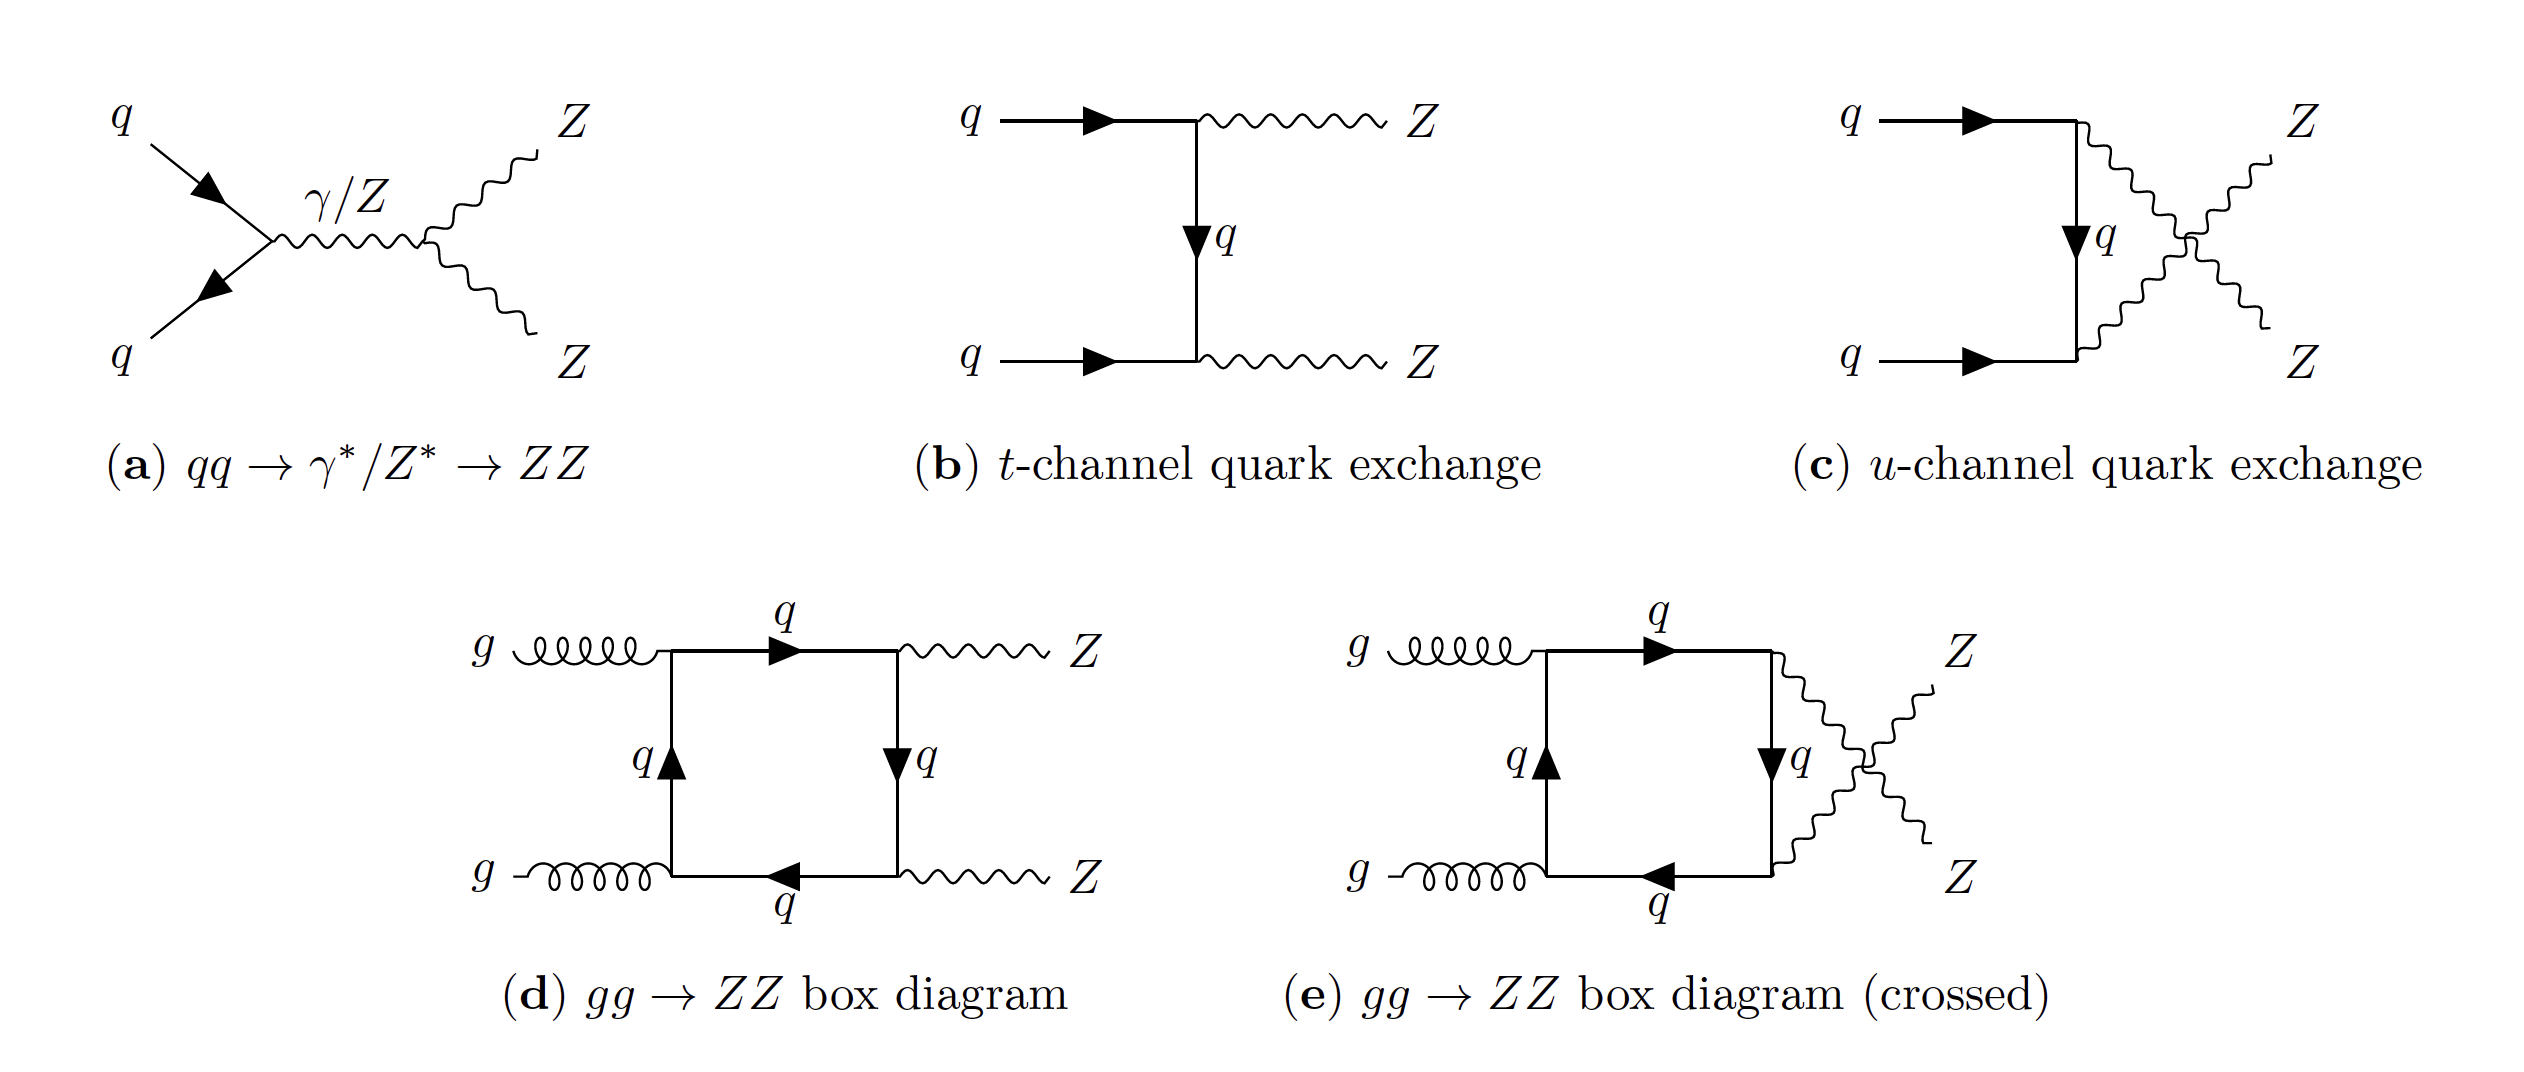 q Z q Z q Z
γ/Z
q q
q Z q Z q Z
(a) qq → γ*/Z* → ZZ (b) t-channel quark exchange (c) u-channel quark exchange
q q
g Z g Z
q q q q
g Z g Z
q q
(d) gg → ZZ box diagram (e) gg → ZZ box diagram (crossed)